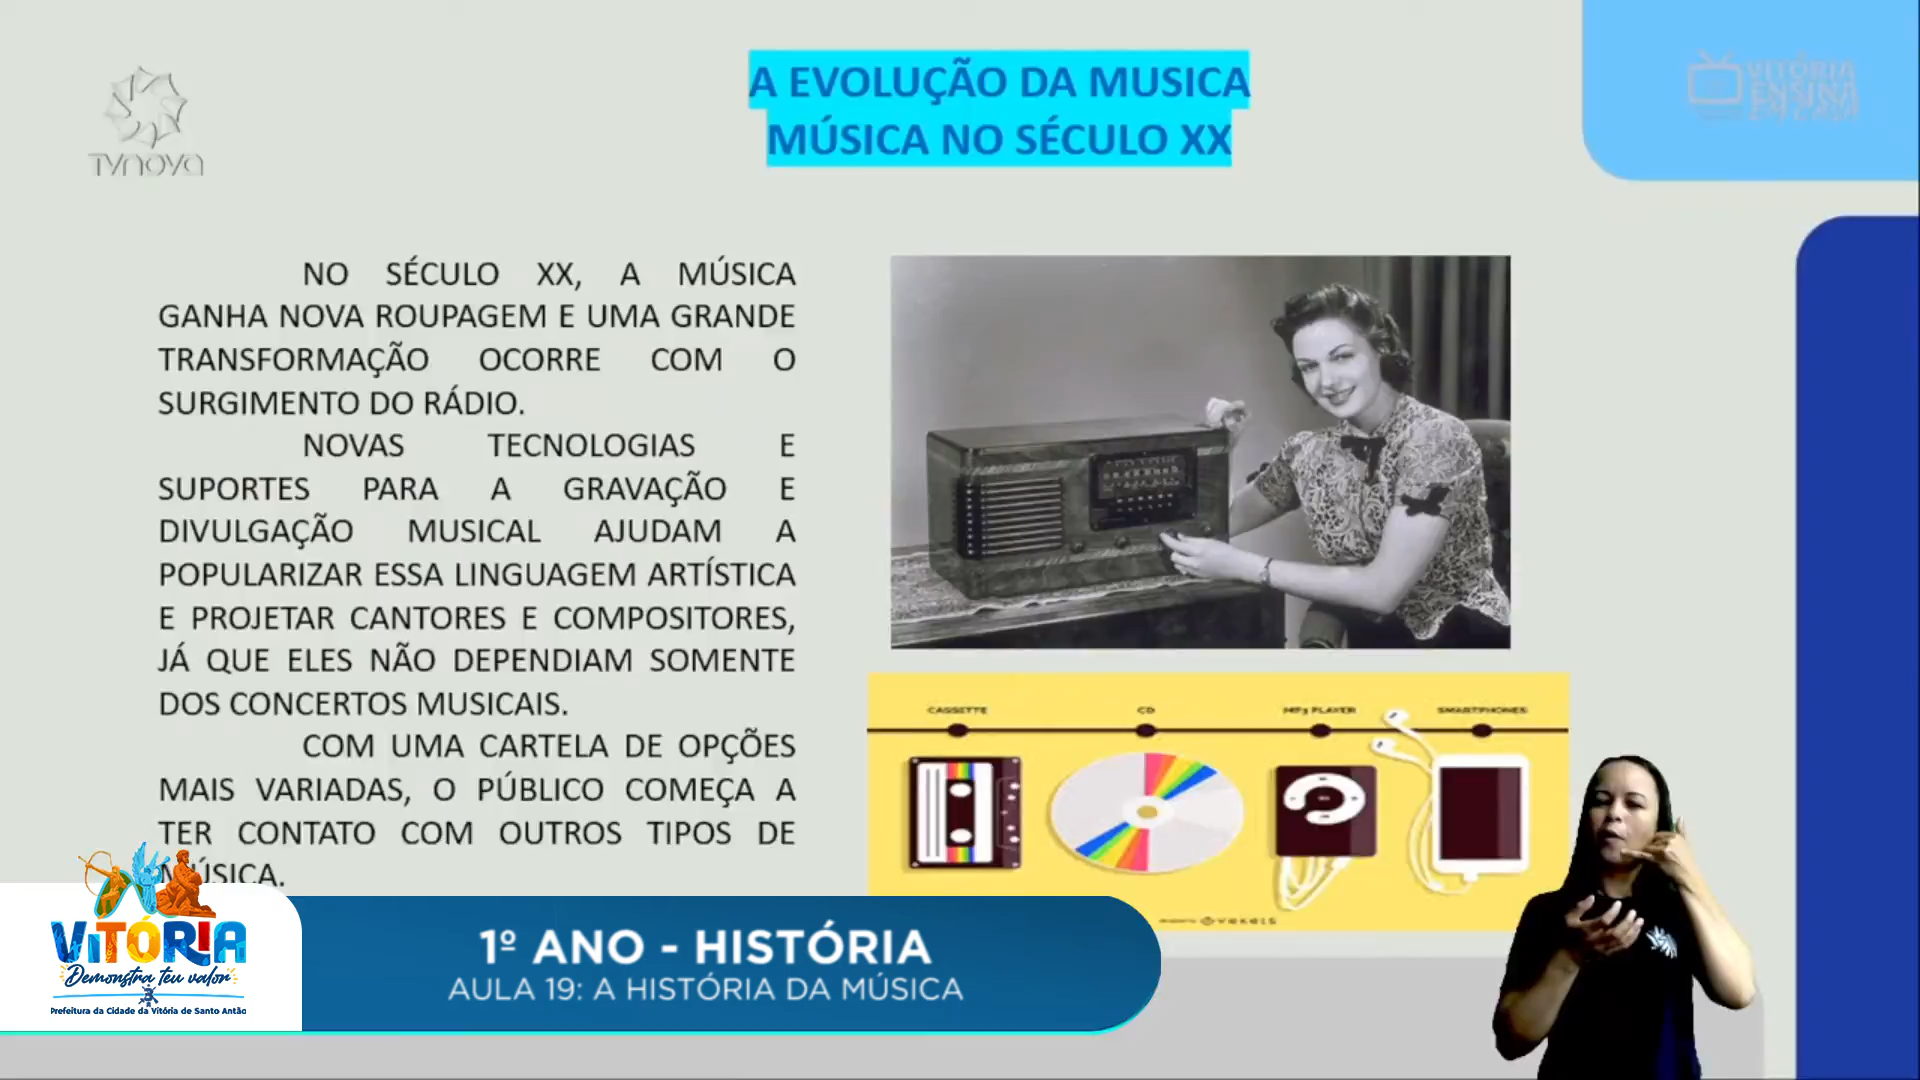 A EVOLUÇÃO DA MUSICA
MÚSICA NO SÉCULO XX
TVNOVA
VITÓRIA
ENSINA
NO SÉCULO XX, A MÚSICA
GANHA NOVA ROUPAGEM E UMA GRANDE
TRANSFORMAÇÃO OCORRE COM O
SURGIMENTO DO RÁDIO.
NOVAS TECNOLOGIAS E
SUPORTES PARA A GRAVAÇÃO E
DIVULGAÇÃO MUSICAL AJUDAM A
POPULARIZAR ESSA LINGUAGEM ARTÍSTICA
E PROJETAR CANTORES E COMPOSITORES,
JÁ QUE ELES NÃO DEPENDIAM SOMENTE
DOS CONCERTOS MUSICAIS.
COM UMA CARTELA DE OPÇÕES
MAIS VARIADAS, O PÚBLICO COMEÇA A
TER CONTATO COM OUTROS TIPOS DE
MÚSICA.
CASSETTE CD MP3 PLAYER SMARTPHONES
vexels
VITÓRIA
Demonstra teu valor
Prefeitura da Cidade da Vitória de Santo Antão
1º ANO - HISTÓRIA
AULA 19: A HISTÓRIA DA MÚSICA